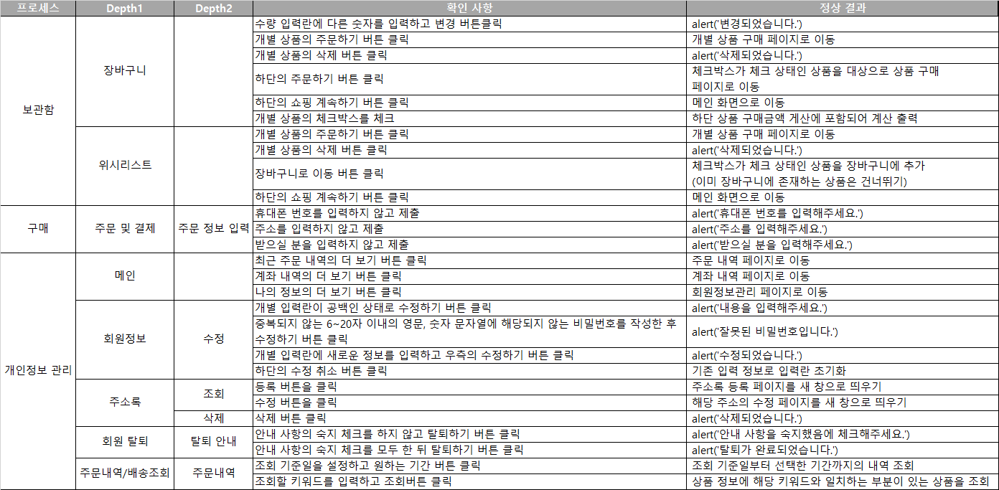 프로세스 Depth1 Depth2 확인 사항 정상 결과
보관함 장바구니 수량 입력란에 다른 숫자를 입력하고 변경 버튼클릭 alert('변경되었습니다.')
개별 상품의 주문하기 버튼 클릭 개별 상품 구매 페이지로 이동
개별 상품의 삭제 버튼 클릭 alert('삭제되었습니다.')
하단의 주문하기 버튼 클릭 체크박스가 체크 상태인 상품을 대상으로 상품 구매
페이지로 이동
하단의 쇼핑 계속하기 버튼 클릭 메인 화면으로 이동
개별 상품의 체크박스를 체크 하단 상품 구매금액 게산에 포함되어 계산 출력
위시리스트 개별 상품의 주문하기 버튼 클릭 개별 상품 구매 페이지로 이동
개별 상품의 삭제 버튼 클릭 alert('삭제되었습니다.')
장바구니로 이동 버튼 클릭 체크박스가 체크 상태인 상품을 장바구니에 추가
(이미 장바구니에 존재하는 상품은 건너뛰기)
하단의 쇼핑 계속하기 버튼 클릭 메인 화면으로 이동
구매 주문 및 결제 주문 정보 입력 휴대폰 번호를 입력하지 않고 제출 alert('휴대폰 번호를 입력해주세요.')
주소를 입력하지 않고 제출 alert('주소를 입력해주세요.')
받으실 분을 입력하지 않고 제출 alert('받으실 분을 입력해주세요.')
개인정보 관리 메인 최근 주문 내역의 더 보기 버튼 클릭 주문 내역 페이지로 이동
계좌 내역의 더 보기 버튼 클릭 계좌 내역 페이지로 이동
나의 정보의 더 보기 버튼 클릭 회원정보관리 페이지로 이동
회원정보 수정 개별 입력란이 공백인 상태로 수정하기 버튼 클릭 alert('내용을 입력해주세요.')
중복되지 않는 6~20자 이내의 영문, 숫자 문자열에 해당되지 않는 비밀번호를 작성한 후
수정하기 버튼 클릭 alert('잘못된 비밀번호입니다.')
개별 입력란에 새로운 정보를 입력하고 우측의 수정하기 버튼 클릭 alert('수정되었습니다.')
하단의 수정 취소 버튼 클릭 기존 입력 정보로 입력란 초기화
주소록 조회 등록 버튼을 클릭 주소록 등록 페이지를 새 창으로 띄우기
수정 버튼을 클릭 해당 주소의 수정 페이지를 새 창으로 띄우기
삭제 삭제 버튼 클릭 alert('삭제되었습니다.')
회원 탈퇴 탈퇴 안내 안내 사항의 숙지 체크를 하지 않고 탈퇴하기 버튼 클릭 alert('안내 사항을 숙지했음에 체크해주세요.')
안내 사항의 숙지 체크를 모두 한 뒤 탈퇴하기 버튼 클릭 alert('탈퇴가 완료되었습니다.')
주문내역/배송조회 주문내역 조회 기준일을 설정하고 원하는 기간 버튼 클릭 조회 기준일부터 선택한 기간까지의 내역 조회
조회할 키워드를 입력하고 조회버튼 클릭 상품 정보에 해당 키워드와 일치하는 부분이 있는 상품을 조회